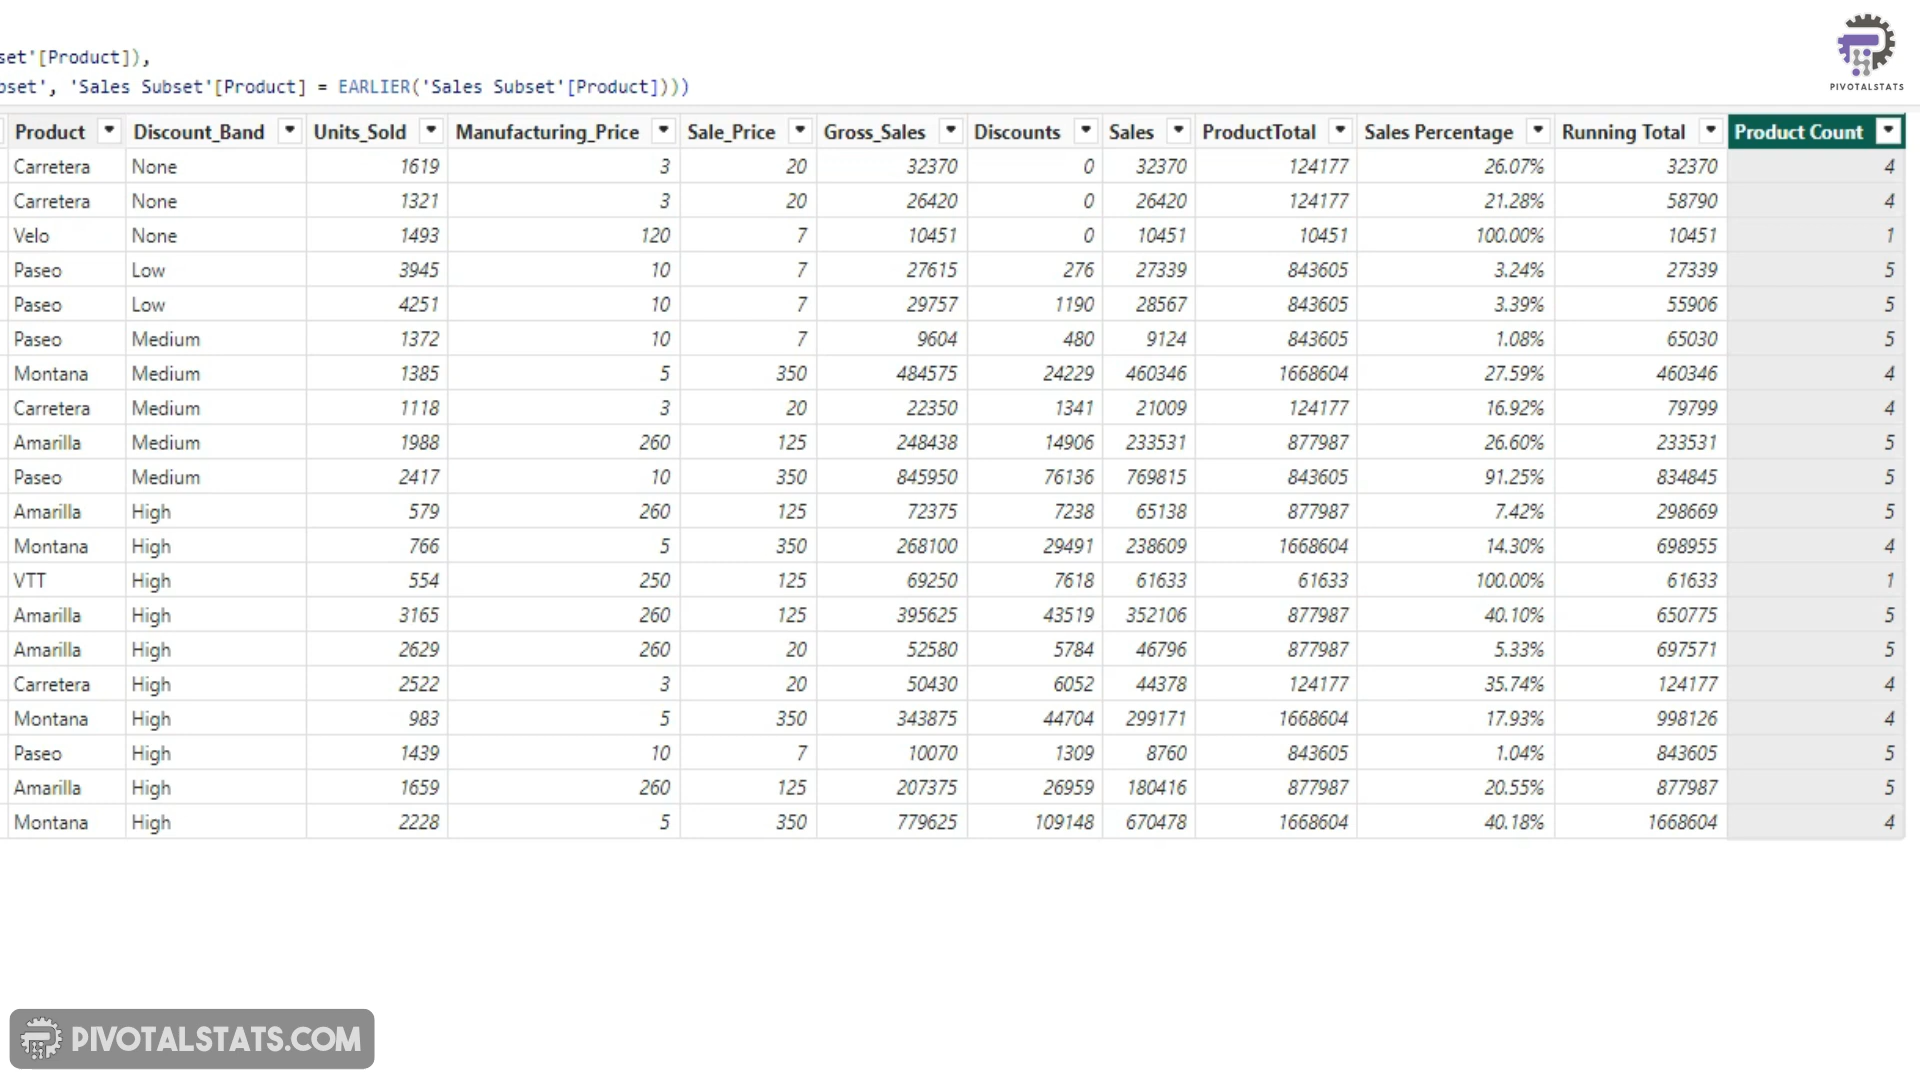 set'[Product]),
bset', 'Sales Subset'[Product] = EARLIER('Sales Subset'[Product])))
PIVOTALSTATS
Product Discount_Band Units_Sold Manufacturing_Price Sale_Price Gross_Sales Discounts Sales ProductTotal Sales Percentage Running Total Product Count
Carretera None 1619 3 20 32370 0 32370 124177 26.07% 32370 4
Carretera None 1321 3 20 26420 0 26420 124177 21.28% 58790 4
Velo None 1493 120 7 10451 0 10451 10451 100.00% 10451 1
Paseo Low 3945 10 7 27615 276 27339 843605 3.24% 27339 5
Paseo Low 4251 10 7 29757 1190 28567 843605 3.39% 55906 5
Paseo Medium 1372 10 7 9604 480 9124 843605 1.08% 65030 5
Montana Medium 1385 5 350 484575 24229 460346 1668604 27.59% 460346 4
Carretera Medium 1118 3 20 22350 1341 21009 124177 16.92% 79799 4
Amarilla Medium 1988 260 125 248438 14906 233531 877987 26.60% 233531 5
Paseo Medium 2417 10 350 845950 76136 769815 843605 91.25% 834845 5
Amarilla High 579 260 125 72375 7238 65138 877987 7.42% 298669 5
Montana High 766 5 350 268100 29491 238609 1668604 14.30% 698955 4
VTT High 554 250 125 69250 7618 61633 61633 100.00% 61633 1
Amarilla High 3165 260 125 395625 43519 352106 877987 40.10% 650775 5
Amarilla High 2629 260 20 52580 5784 46796 877987 5.33% 697571 5
Carretera High 2522 3 20 50430 6052 44378 124177 35.74% 124177 4
Montana High 983 5 350 343875 44704 299171 1668604 17.93% 998126 4
Paseo High 1439 10 7 10070 1309 8760 843605 1.04% 843605 5
Amarilla High 1659 260 125 207375 26959 180416 877987 20.55% 877987 5
Montana High 2228 5 350 779625 109148 670478 1668604 40.18% 1668604 4
PIVOTALSTATS.COM